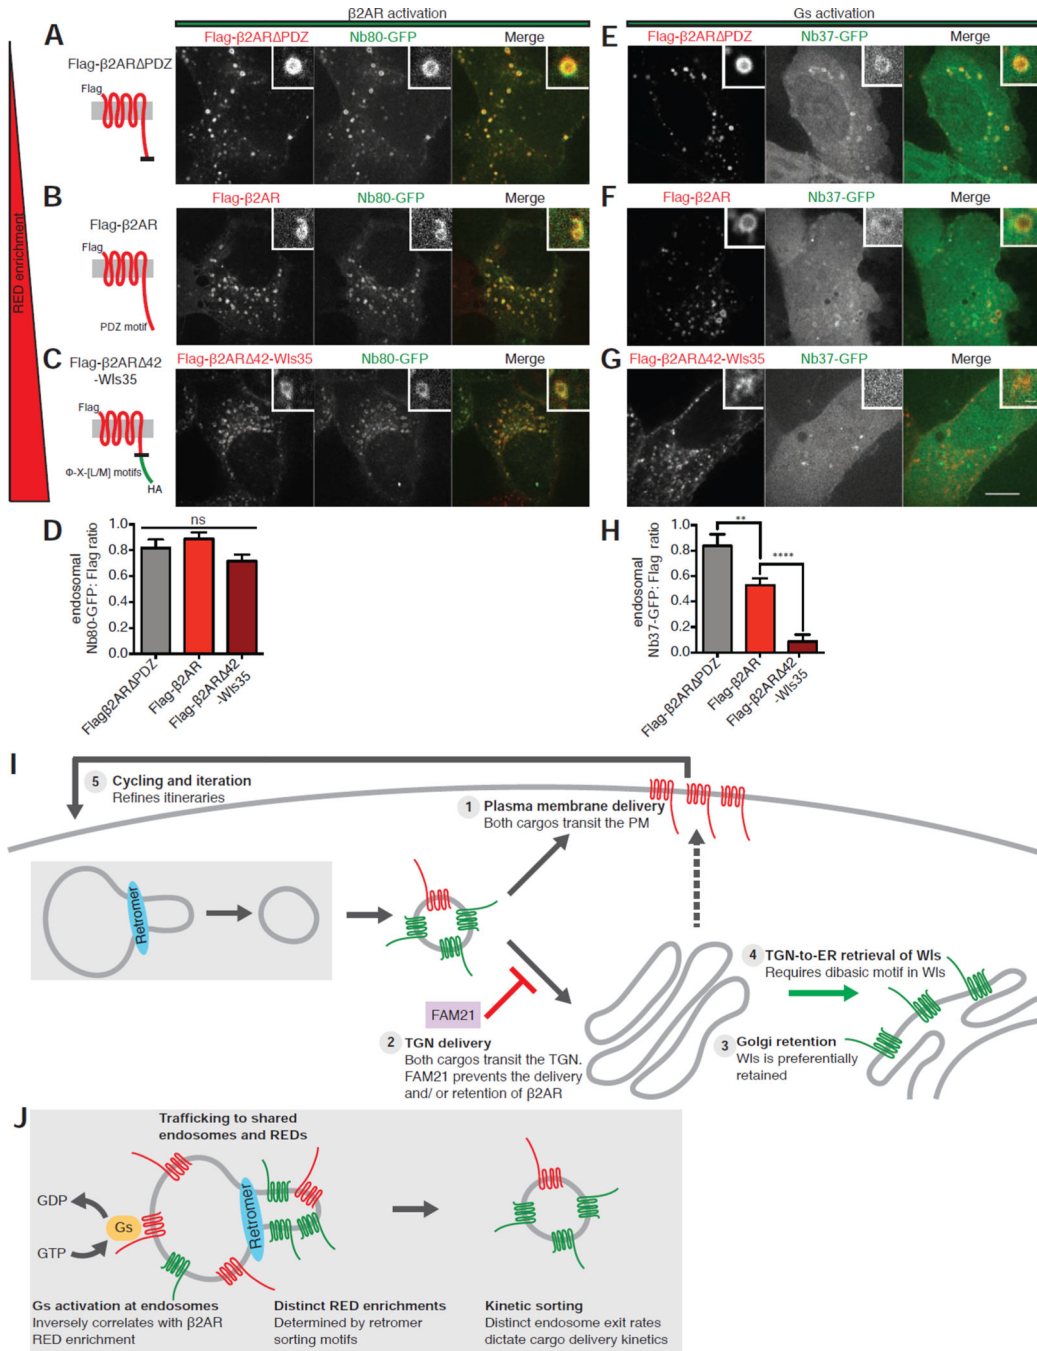 β2AR activation
Gs activation
A
Flag-β2ARΔPDZ
Nb80-GFP
Merge
E
Flag-β2ARΔPDZ
Nb37-GFP
Merge
Flag-β2ARΔPDZ
Flag
B
Flag-β2AR
Nb80-GFP
Merge
F
Flag-β2AR
Nb37-GFP
Merge
Flag-β2AR
Flag
PDZ motif
RED enrichment
C
Flag-β2ARΔ42-Wls35
Nb80-GFP
Merge
G
Flag-β2ARΔ42-Wls35
Nb37-GFP
Merge
Flag-β2ARΔ42
-Wls35
Flag
Φ-X-[L/M] motifs
HA
D
ns
1.0
0.8
0.6
0.4
0.2
0.0
endosomal
Nb80-GFP: Flag ratio
Flagβ2ARΔPDZ
Flag-β2AR
Flag-β2ARΔ42
-Wls35
H
**
****
1.0
0.8
0.6
0.4
0.2
0.0
endosomal
Nb37-GFP: Flag ratio
Flag-β2ARΔPDZ
Flag-β2AR
Flag-β2ARΔ42
-Wls35
I
5 Cycling and iteration
Refines itineraries
1 Plasma membrane delivery
Both cargos transit the PM
Retromer
FAM21
2 TGN delivery
Both cargos transit the TGN.
FAM21 prevents the delivery
and/ or retention of β2AR
4 TGN-to-ER retrieval of Wls
Requires dibasic motif in Wls
3 Golgi retention
Wls is preferentially
retained
J
Trafficking to shared
endosomes and REDs
GDP
Gs
GTP
Retromer
Gs activation at endosomes
Inversely correlates with β2AR
RED enrichment
Distinct RED enrichments
Determined by retromer
sorting motifs
Kinetic sorting
Distinct endosome exit rates
dictate cargo delivery kinetics